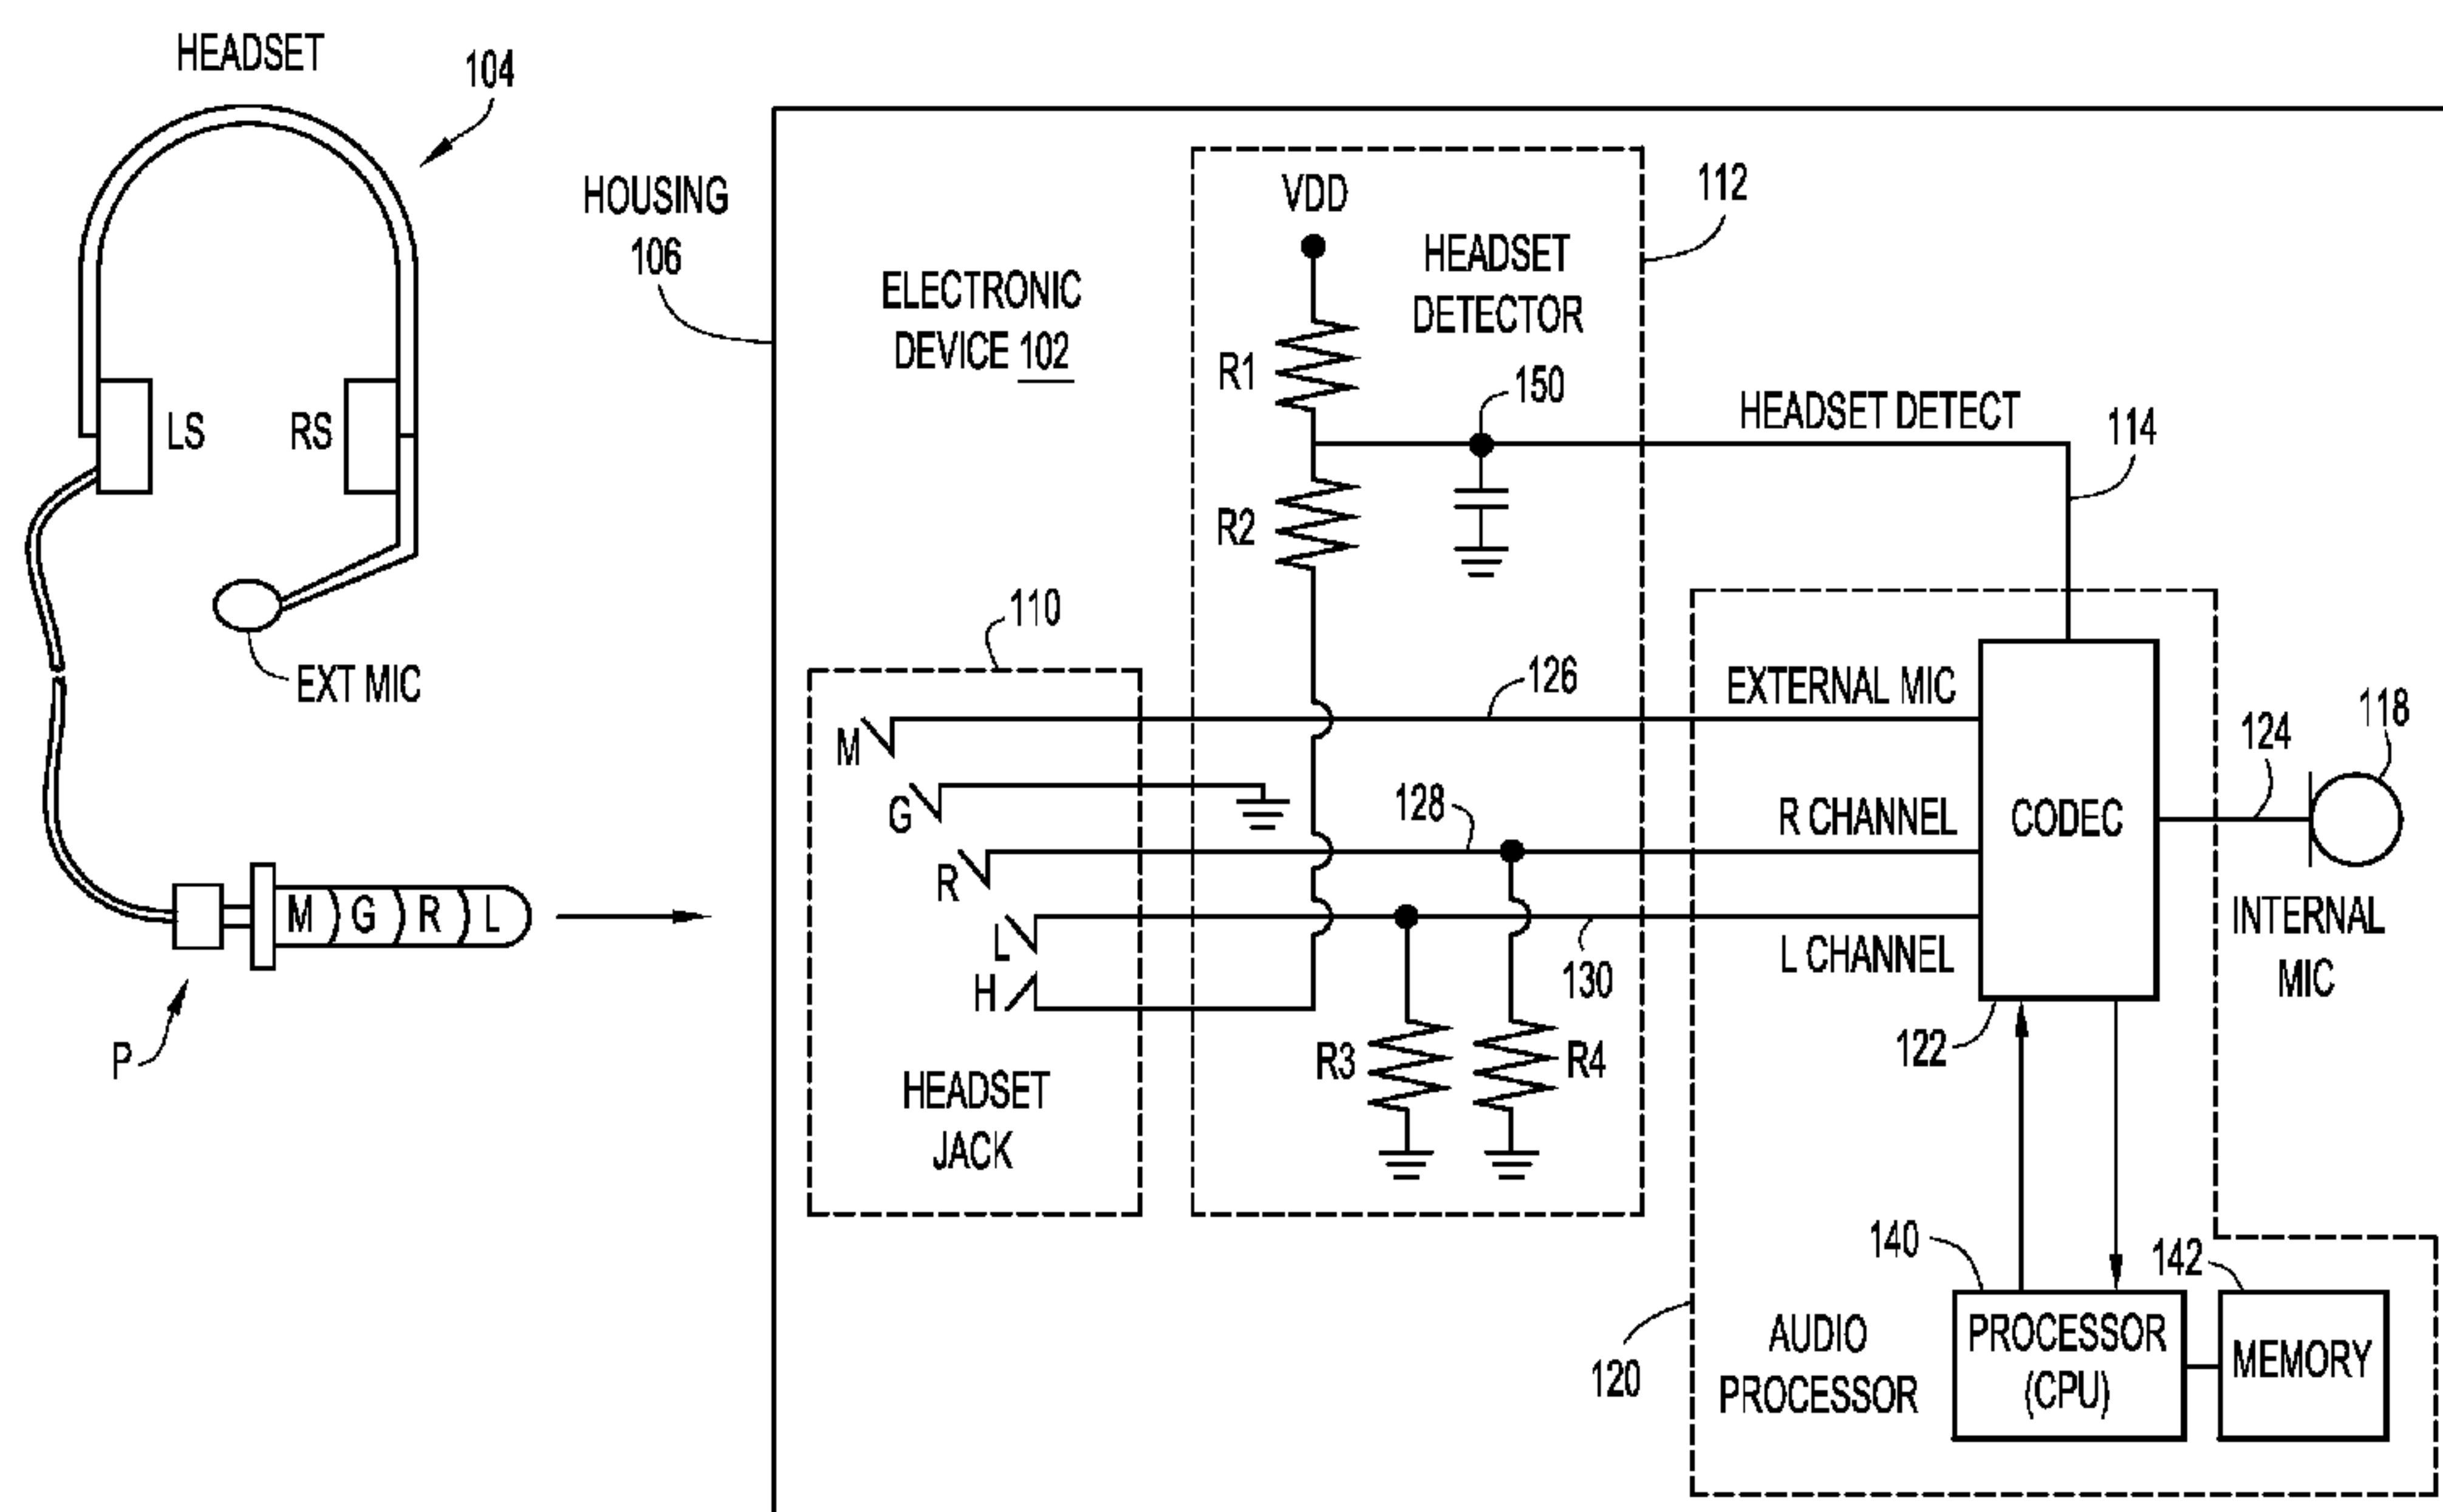 HEADSET
104
LS
RS
EXT MIC
M
G
R
L
P
HOUSING
106
ELECTRONIC
DEVICE 102
VDD
HEADSET
DETECTOR
112
R1
150
R2
HEADSET DETECT
114
110
M
G
R
L
H
HEADSET
JACK
126
128
130
R3
R4
EXTERNAL MIC
R CHANNEL
L CHANNEL
CODEC
122
124
118
INTERNAL
MIC
140
142
120
AUDIO
PROCESSOR
PROCESSOR
(CPU)
MEMORY